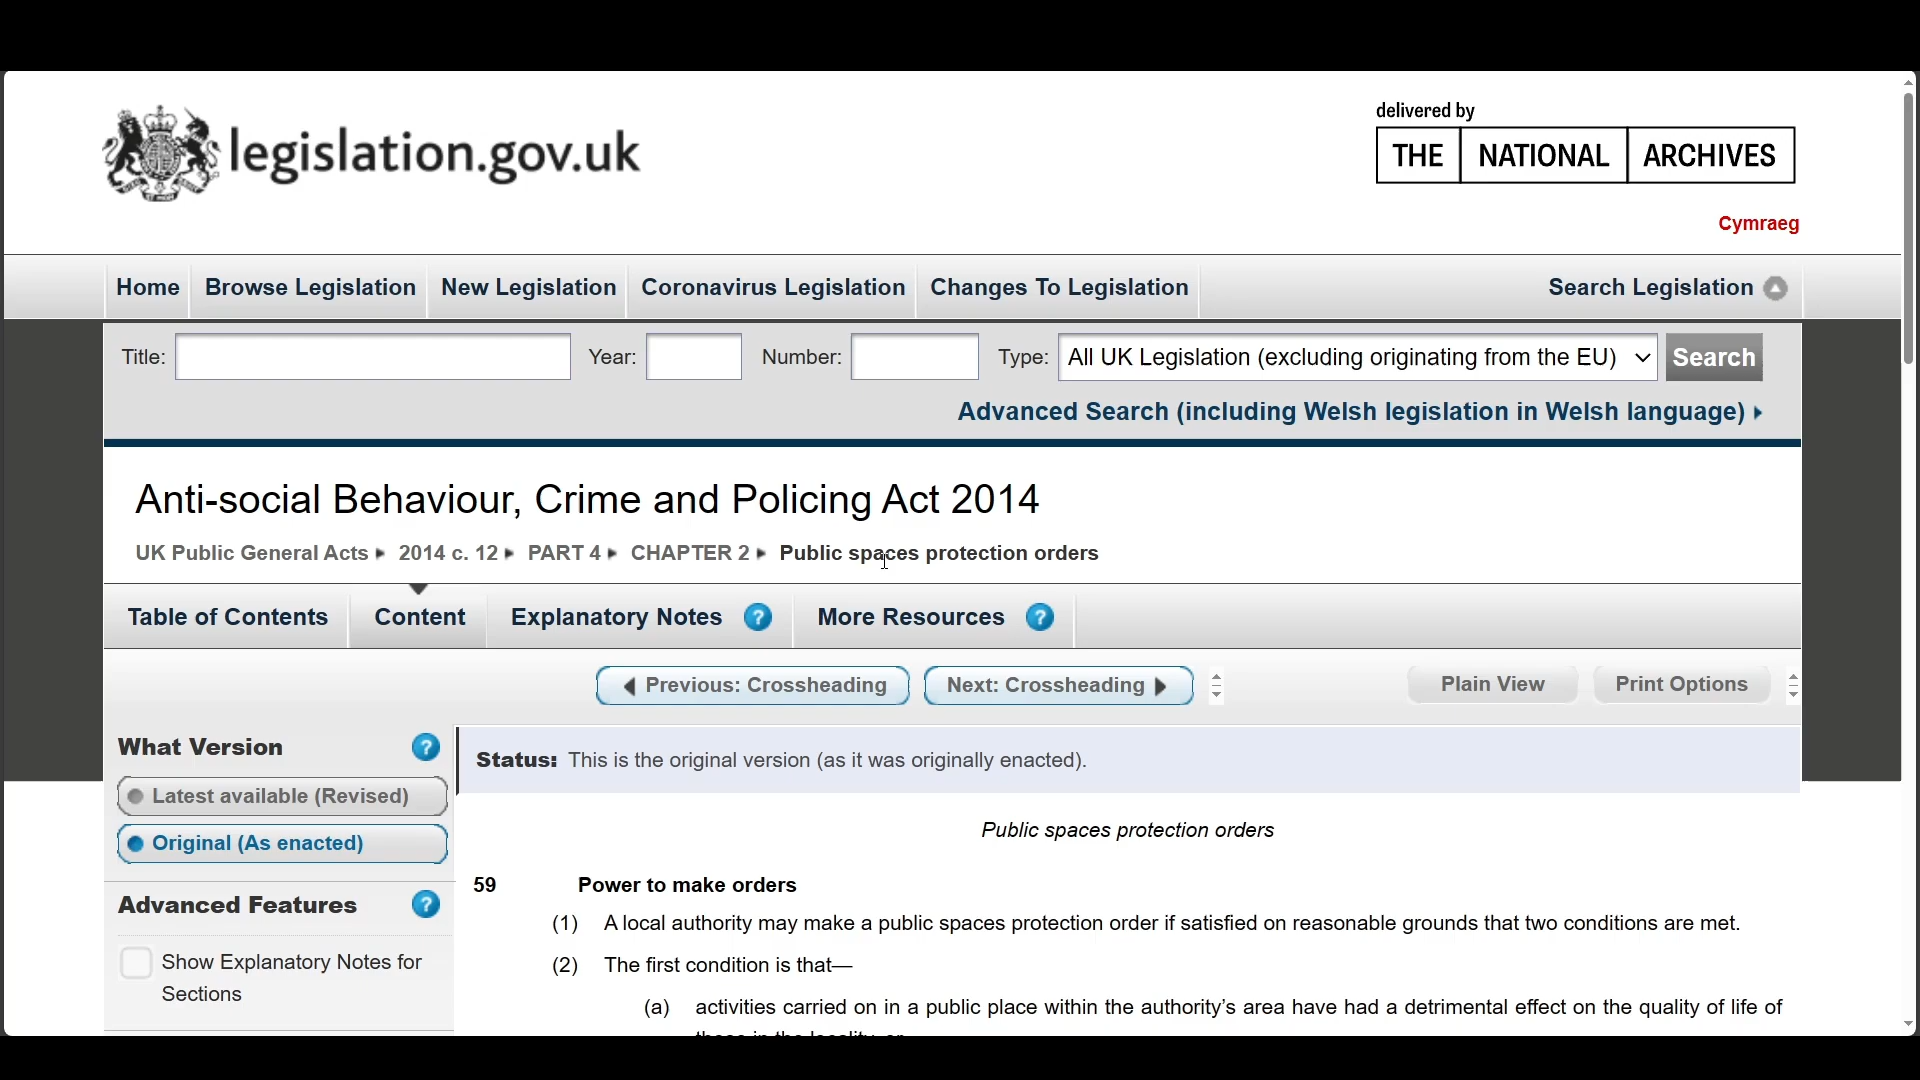 delivered by
legislation.gov.uk
THE NATIONAL ARCHIVES
Cymraeg
Home Browse Legislation New Legislation Coronavirus Legislation Changes To Legislation Search Legislation
Title: Year: Number: Type: All UK Legislation (excluding originating from the EU) Search
Advanced Search (including Welsh legislation in Welsh language)
Anti-social Behaviour, Crime and Policing Act 2014
UK Public General Acts 2014 c. 12 PART 4 CHAPTER 2 Public spaces protection orders
Table of Contents Content Explanatory Notes ? More Resources ?
Previous: Crossheading Next: Crossheading Plain View Print Options
What Version ?
Latest available (Revised)
Original (As enacted)
Advanced Features ?
Show Explanatory Notes for
Sections
Status: This is the original version (as it was originally enacted).
Public spaces protection orders
59 Power to make orders
(1) A local authority may make a public spaces protection order if satisfied on reasonable grounds that two conditions are met.
(2) The first condition is that—
(a) activities carried on in a public place within the authority's area have had a detrimental effect on the quality of life of
those in the locality, or